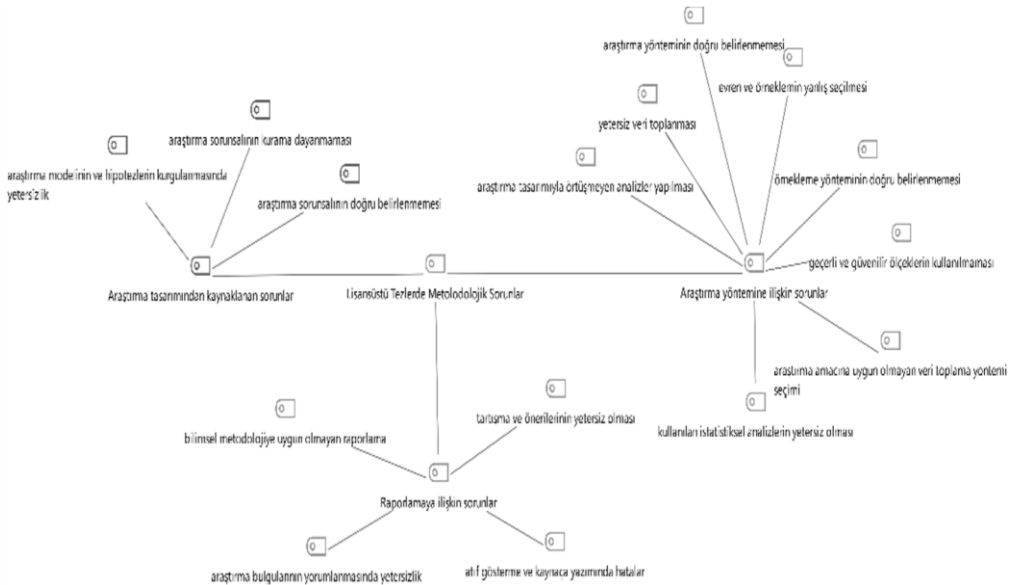 araştırma yönteminin doğru belirlenmemesi
evren ve örneklemin yanlış seçilmesi
yetersiz veri toplanması
araştırma sorunsalının kurama dayanmaması
araştırma modelinin ve hipotezlerin kurgulanmasında
yetersizlik
araştırma tasarımıyla örtüşmeyen analizler yapılması
örnekleme yönteminin doğru belirlenmemesi
araştırma sorunsalının doğru belirlenmemesi
geçerli ve güvenilir ölçeklerin kullanılmaması
Araştırma tasarımından kaynaklanan sorunlar
Lisansüstü Tezlerde Metolodolojik Sorunlar
Araştırma yöntemine ilişkin sorunlar
araştırma amacına uygun olmayan veri toplama yöntemi
seçimi
tartışma ve önerilerinin yetersiz olması
kullanılan istatistiksel analizlerin yetersiz olması
bilimsel metodolojiye uygun olmayan raporlama
Raporlamaya ilişkin sorunlar
araştırma bulgularının yorumlanmasında yetersizlik
atıf gösterme ve kaynaça yazımında hatalar